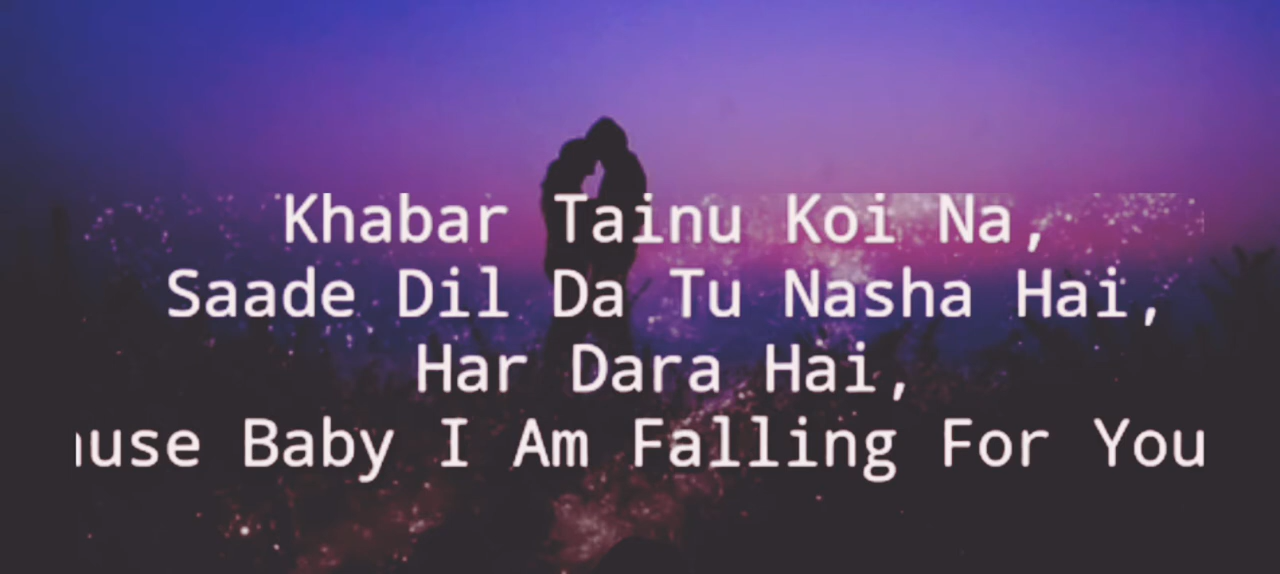 Khabar Tainu Koi Na,
Saade Dil Da Tu Nasha Hai,
Har Dara Hai,
Baby I Am Falling For You